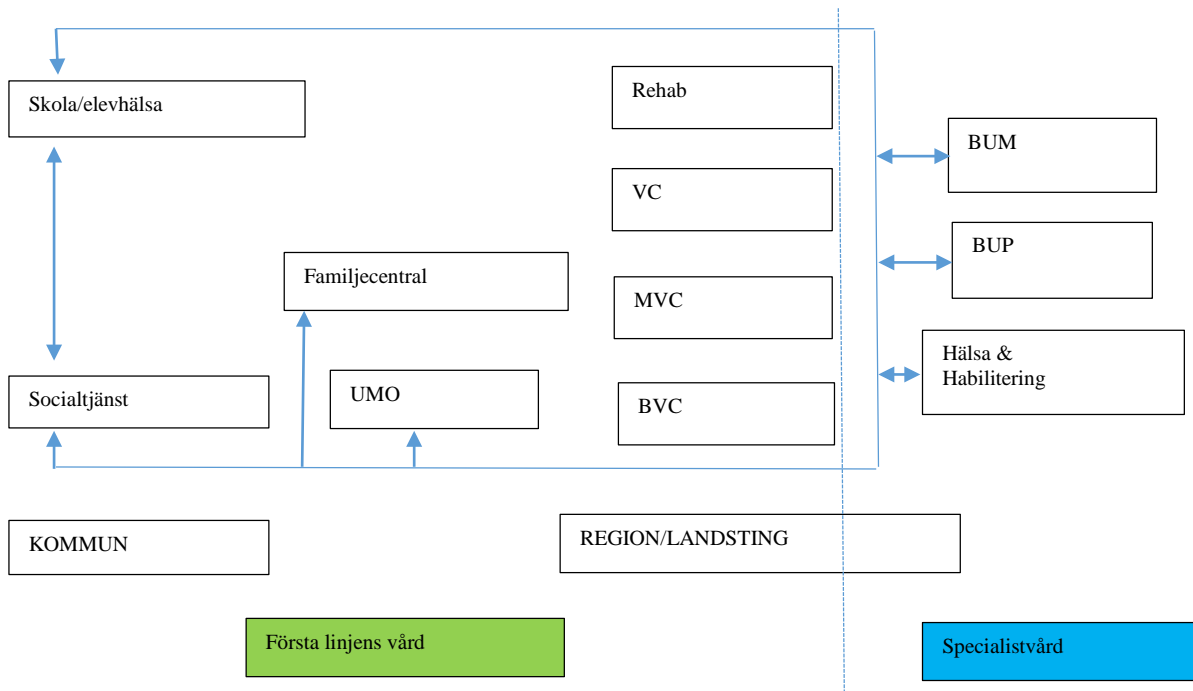 Skola/elevhälsa
Rehab
BUM
VC
BUP
Familjecentral
MVC
Hälsa &
Habilitering
Socialtjänst
UMO
BVC
KOMMUN
REGION/LANDSTING
Första linjens vård
Specialistvård